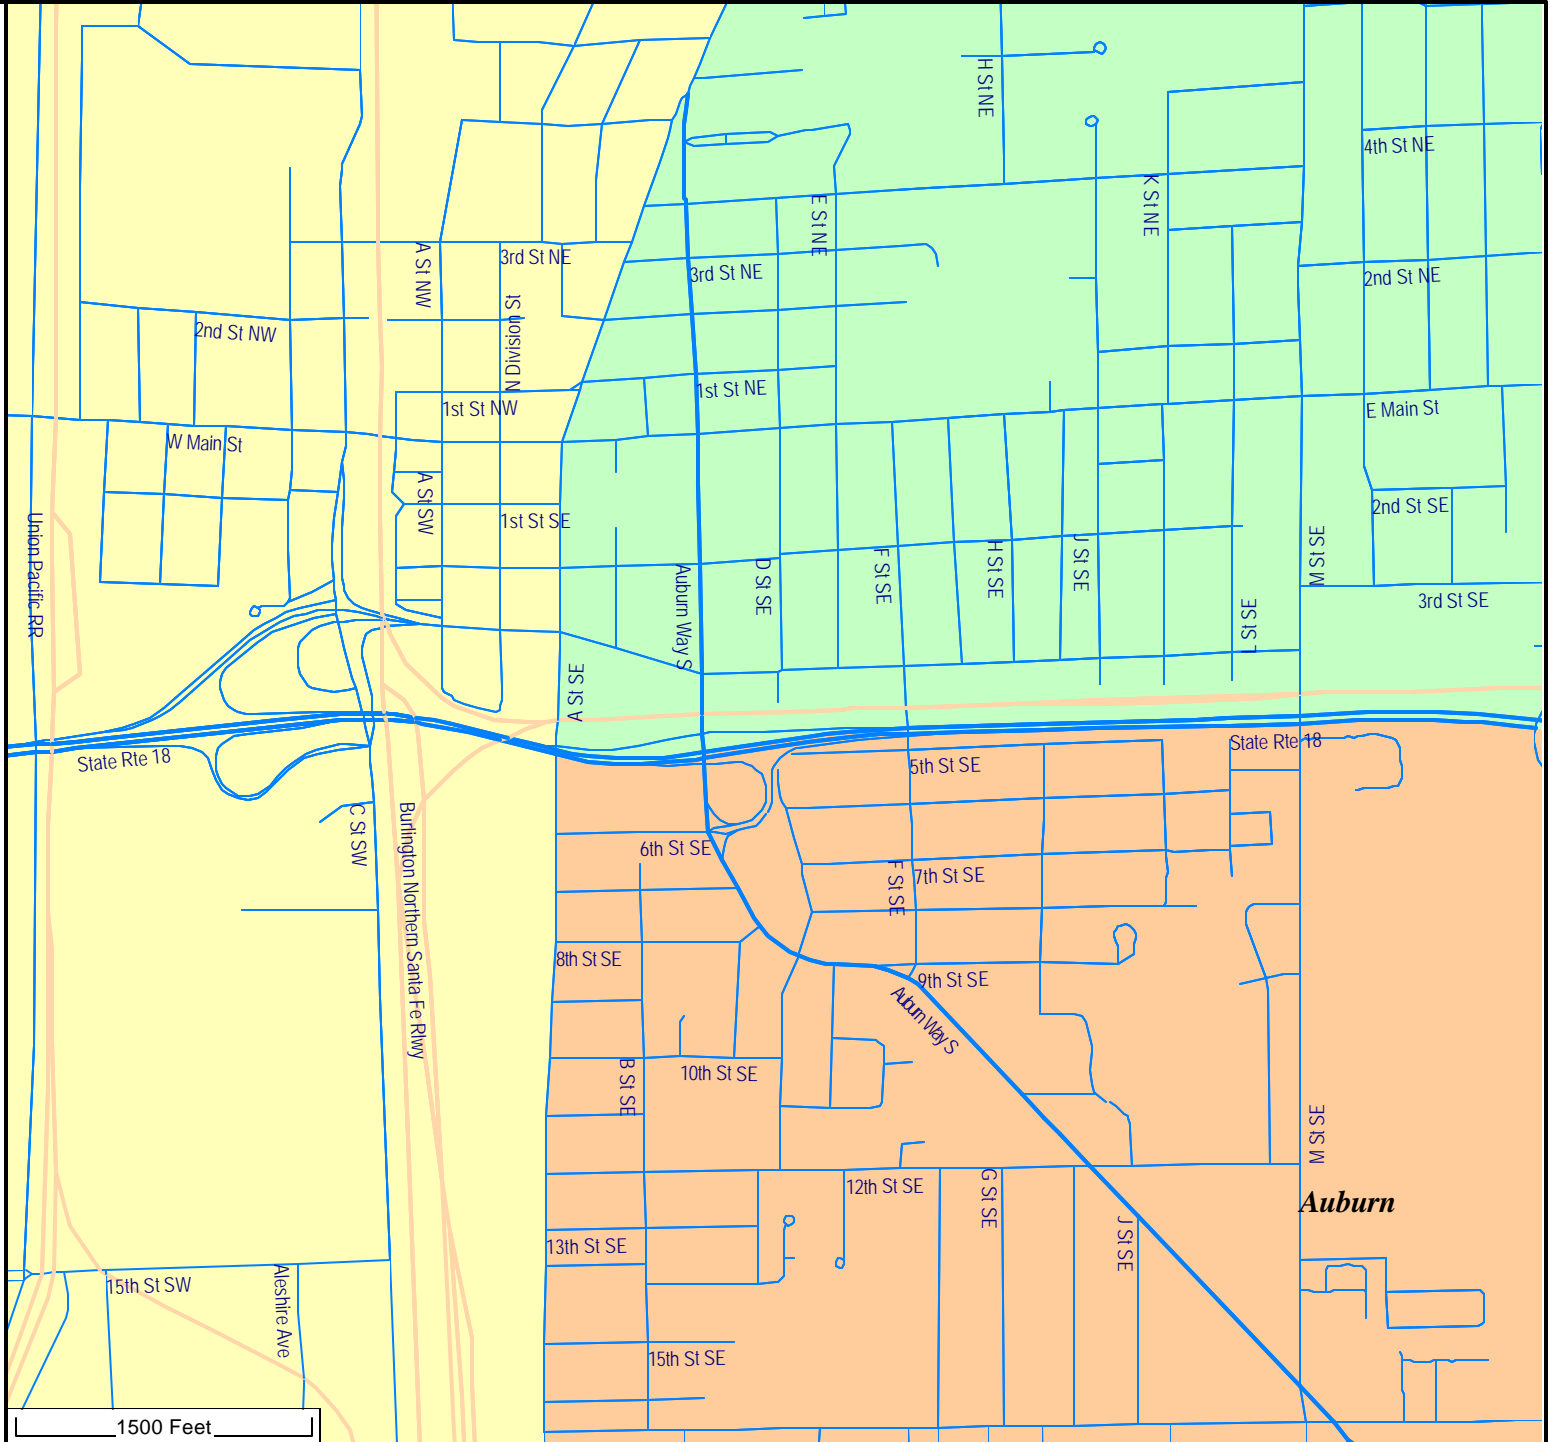 H St NE
4th St NE
K St NE
E St NE
A St NW
3rd St NE
3rd St NE
2nd St NE
N Division St
2nd St NW
1st St NE
1st St NW
E Main St
W Main St
A St SW
1st St SE
2nd St SE
Union Pacific RR
M St SE
J St SE
H St SE
F St SE
D St SE
Auburn Way S
3rd St SE
L St SE
A St SE
State Rte 18
State Rte 18
5th St SE
C St SW
Burlington Northern Santa Fe Rlwy
6th St SE
7th St SE
F St SE
8th St SE
9th St SE
Auburn Way S
B St SE
10th St SE
M St SE
12th St SE
G St SE
Auburn
J St SE
13th St SE
15th St SW
Aleshire Ave
15th St SE
1500 Feet